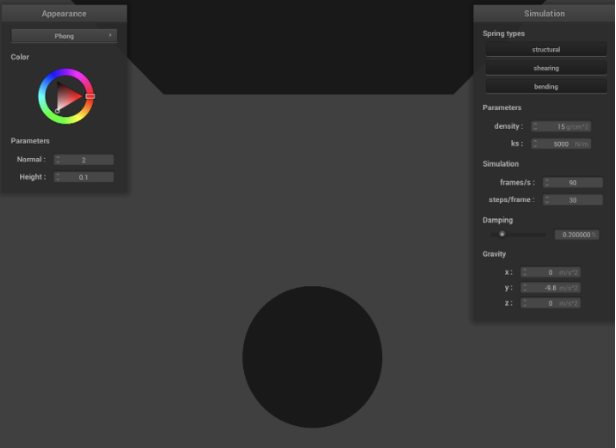 Appearance
Phong
Color
Parameters
Normal : 2
Height : 0.1
Simulation
Spring types
structural
shearing
bending
Parameters
density : 15 g/cm^2
ks : 5000 N/m
Simulation
frames/s : 90
steps/frame : 30
Damping
0.200000 %
Gravity
x : 0 m/s^2
y : -9.8 m/s^2
z : 0 m/s^2